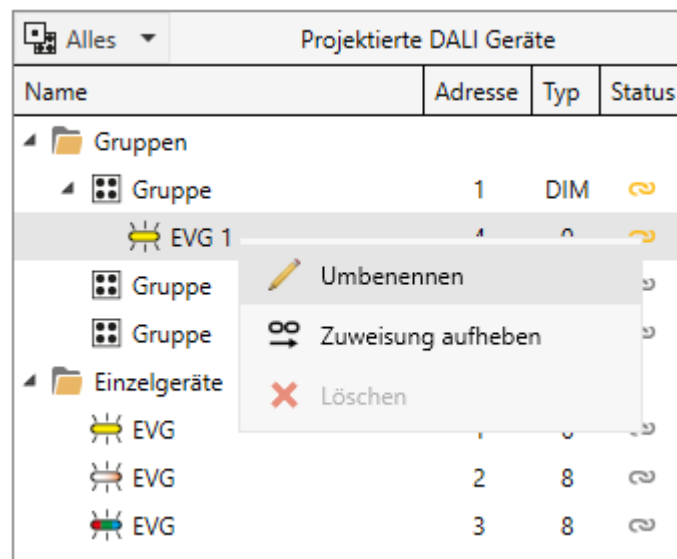 Alles Projektierte DALI Geräte
Name Adresse Typ Status
Gruppen
Gruppe 1 DIM
EVG 1
Gruppe Umbenennen
Gruppe Zuweisung aufheben
Einzelgeräte Löschen
EVG
EVG 2 8
EVG 3 8